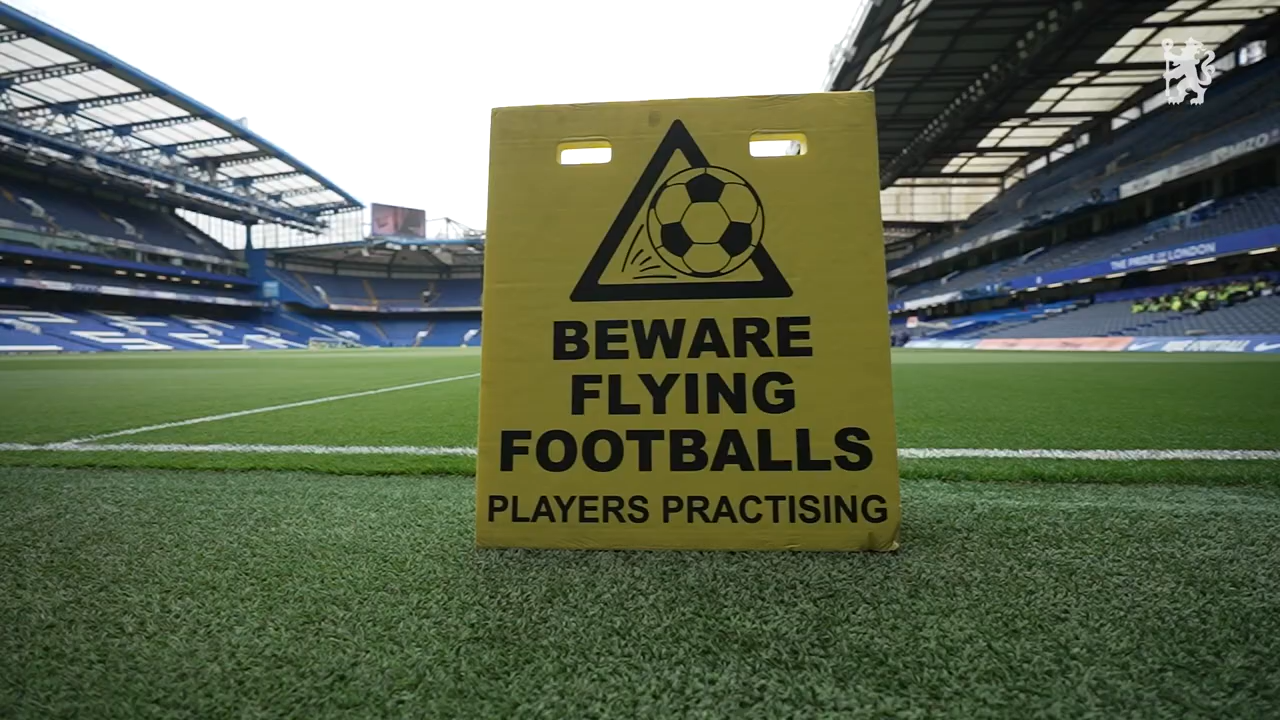 BEWARE
FLYING
FOOTBALLS
PLAYERS PRACTISING
THE PRIDE OF LONDON